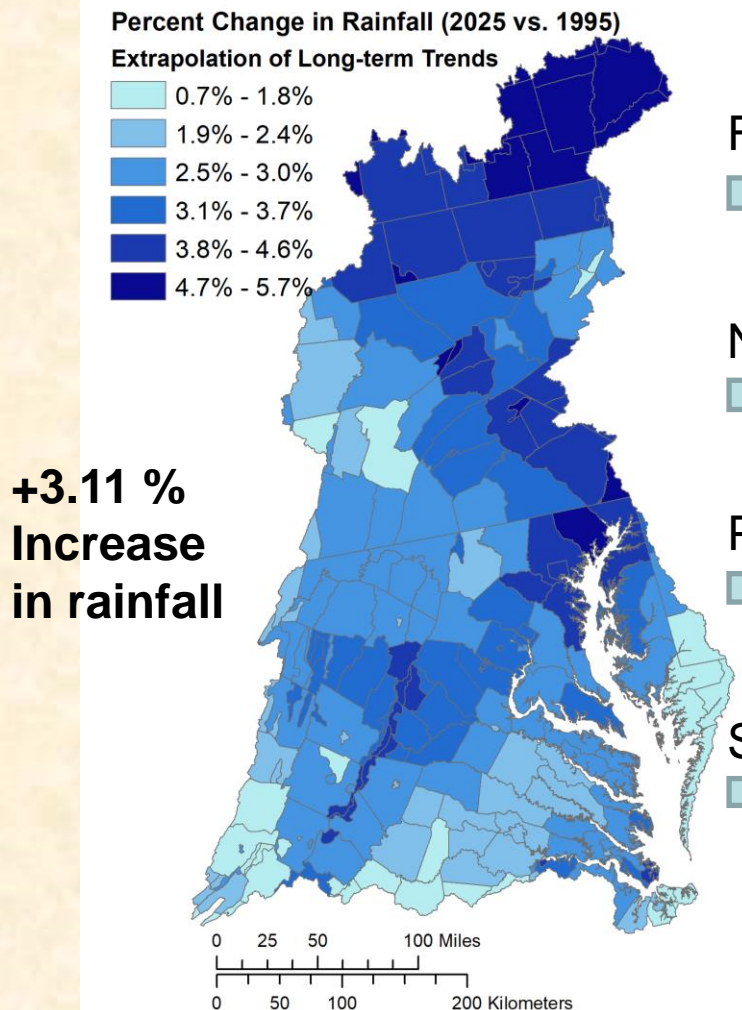 Percent Change in Rainfall (2025 vs. 1995)
Extrapolation of Long-term Trends
0.7% - 1.8%
1.9% - 2.4%
2.5% - 3.0%
3.1% - 3.7%
3.8% - 4.6%
4.7% - 5.7%
+3.11 %
Increase
in rainfall
0 25 50 100 Miles
0 50 100 200 Kilometers